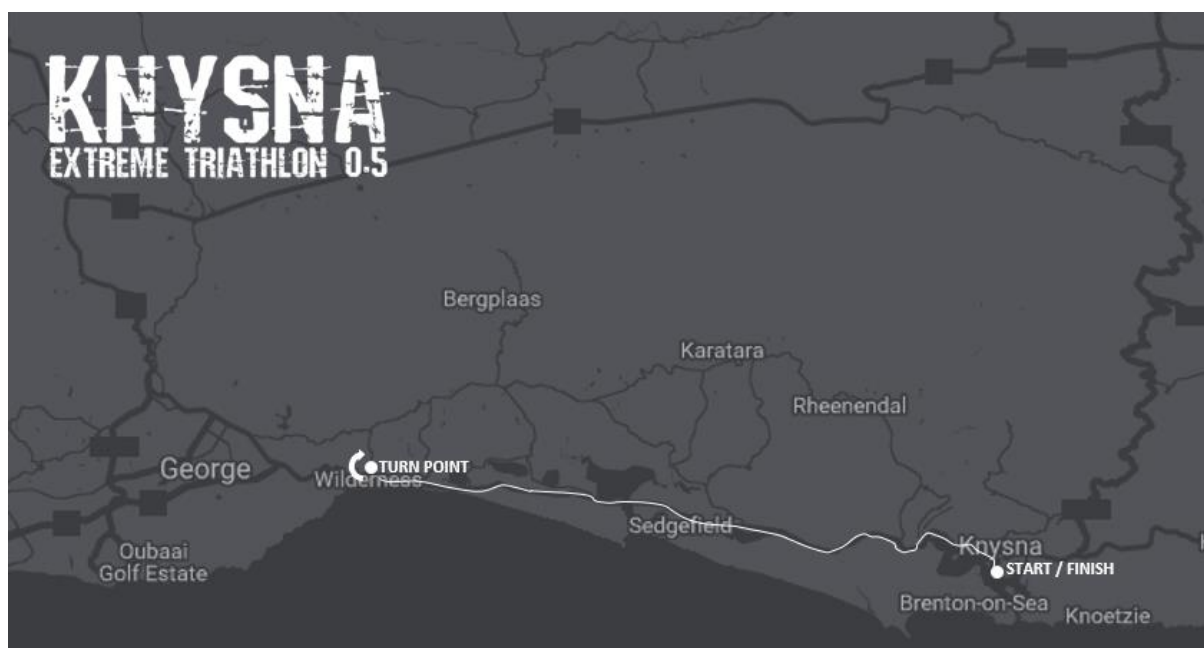 KNYSNA
EXTREME TRIATHLON 0.5
Bergplaas
Karatara
Rheenendal
TURN POINT
George
Wilderness
Sedgefield
Knysna
Oubaai
Golf Estate
START / FINISH
Brenton-on-Sea
Knoetzie